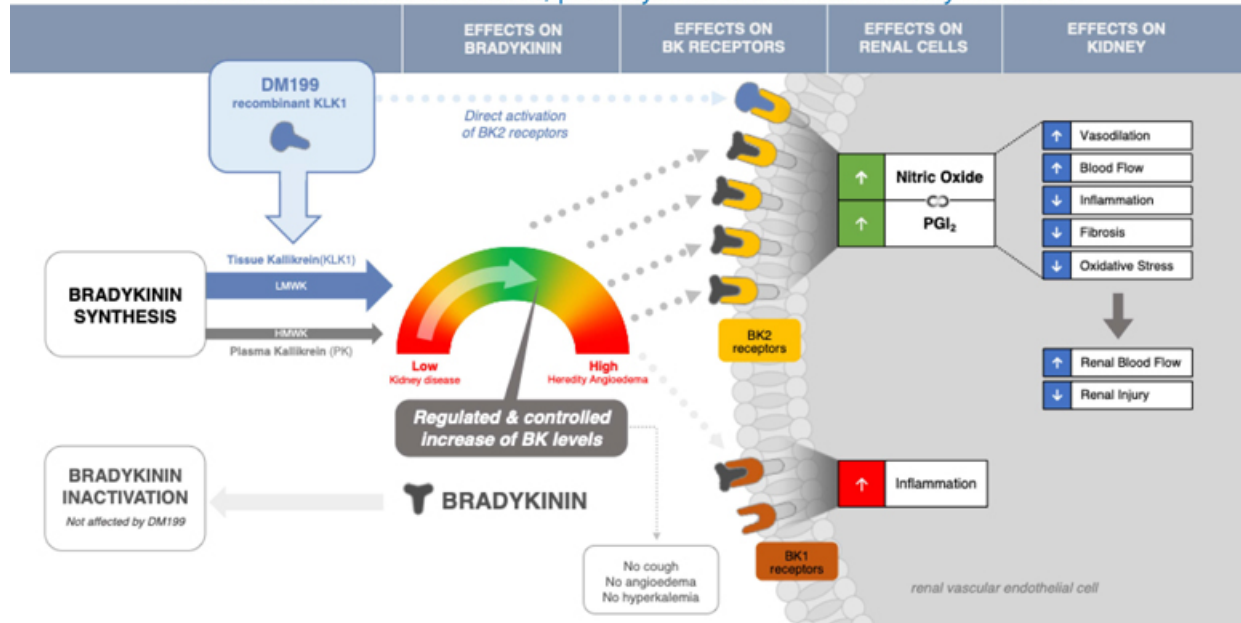 EFFECTS ON
BRADYKININ
EFFECTS ON
BK RECEPTORS
EFFECTS ON
RENAL CELLS
EFFECTS ON
KIDNEY
DM199
recombinant KLK1
Direct activation
of BK2 receptors
BRADYKININ
SYNTHESIS
Tissue Kallikrein(KLK1)
LMWK
HMWK
Plasma Kallikrein (PK)
Low
Kidney disease
High
Heredity Angioedema
Regulated & controlled
increase of BK levels
BRADYKININ
INACTIVATION
Not affected by DM199
BRADYKININ
No cough
No angioedema
No hyperkalemia
BK2
receptors
BK1
receptors
Nitric Oxide
PGI₂
Inflammation
Vasodilation
Blood Flow
Inflammation
Fibrosis
Oxidative Stress
Renal Blood Flow
Renal Injury
renal vascular endothelial cell